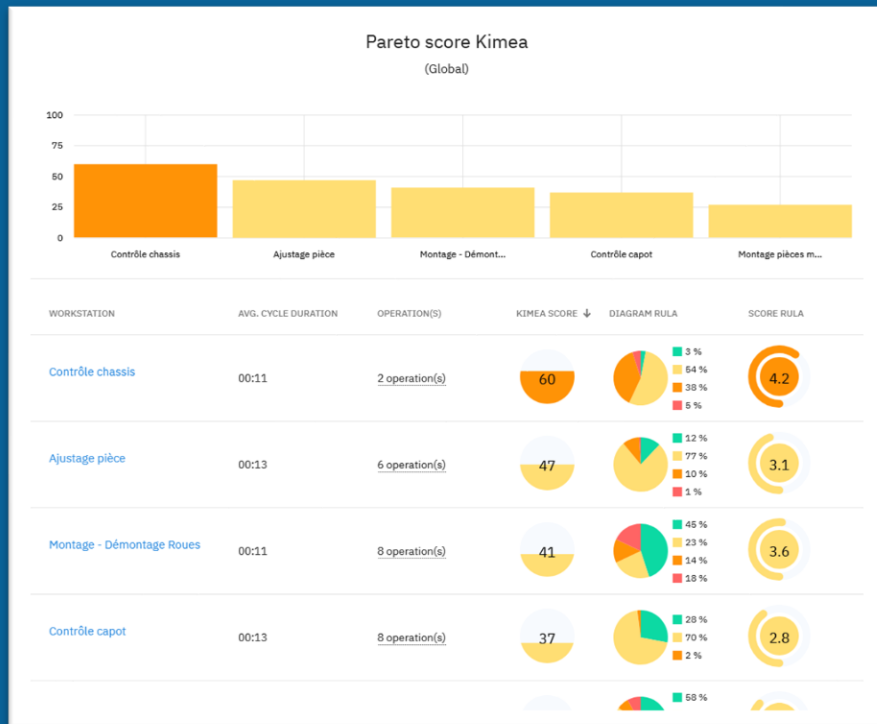 Pareto score Kimea
(Global)
100
75
50
25
0
Contrôle chassis
Ajustage pièce
Montage - Démont...
Contrôle capot
Montage pièces m...
WORKSTATION
AVG. CYCLE DURATION
OPERATION(S)
KIMEA SCORE ↓
DIAGRAM RULA
SCORE RULA
Contrôle chassis
00:11
2 operation(s)
60
3 %
54 %
38 %
5 %
4.2
Ajustage pièce
00:13
6 operation(s)
47
12 %
77 %
10 %
1 %
3.1
Montage - Démontage Roues
00:11
8 operation(s)
41
45 %
23 %
14 %
18 %
3.6
Contrôle capot
00:13
8 operation(s)
37
28 %
70 %
2 %
2.8
58 %